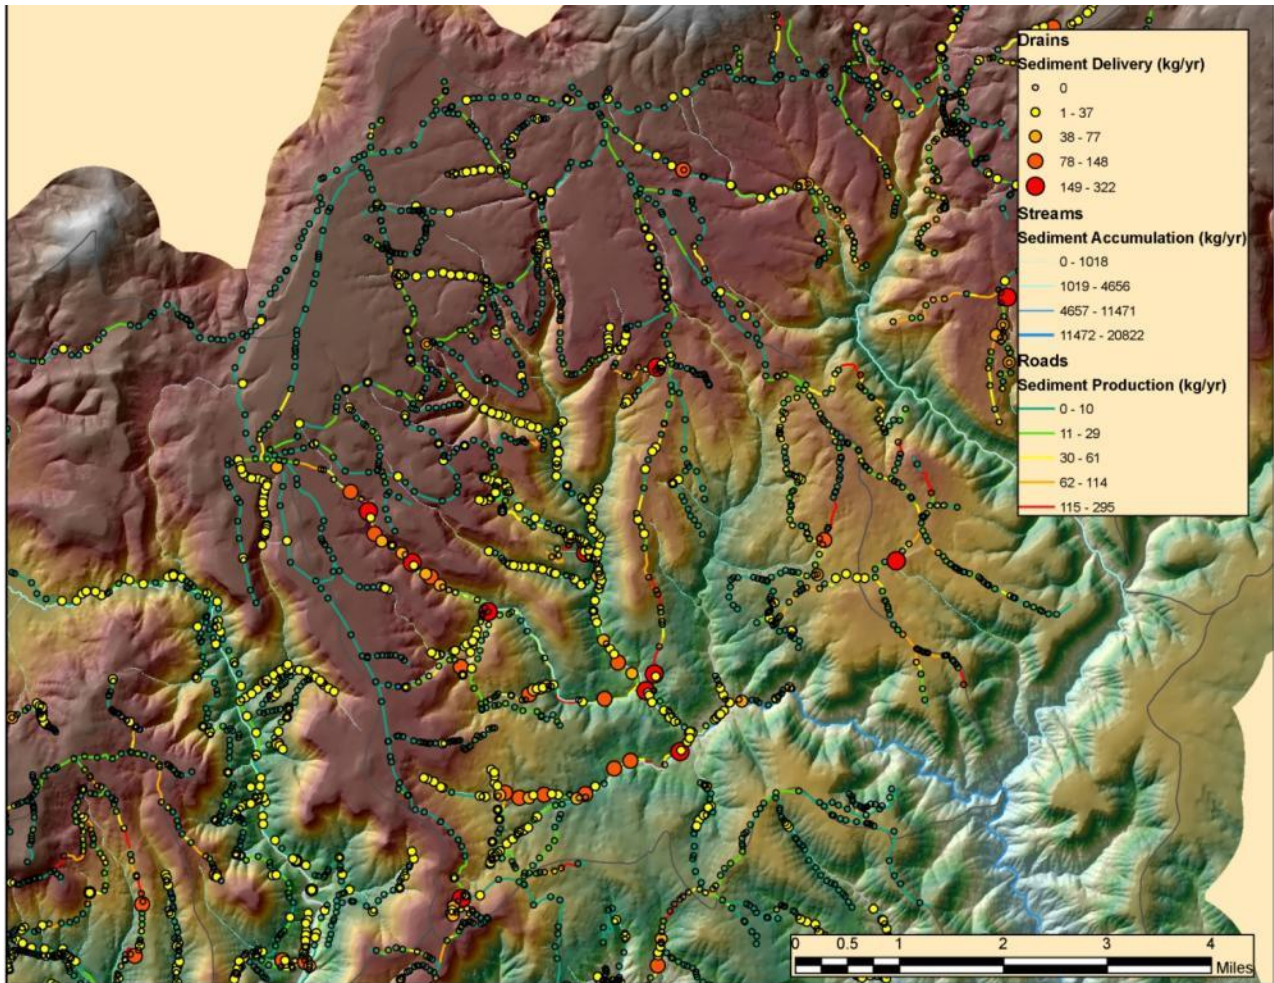 Drains
Sediment Delivery (kg/yr)
0
1 - 37
38 - 77
78 - 148
149 - 322
Streams
Sediment Accumulation (kg/yr)
0 - 1018
1019 - 4656
4657 - 11471
11472 - 20822
Roads
Sediment Production (kg/yr)
0 - 10
11 - 29
30 - 61
62 - 114
115 - 295
0 0.5 1 2 3 4
Miles